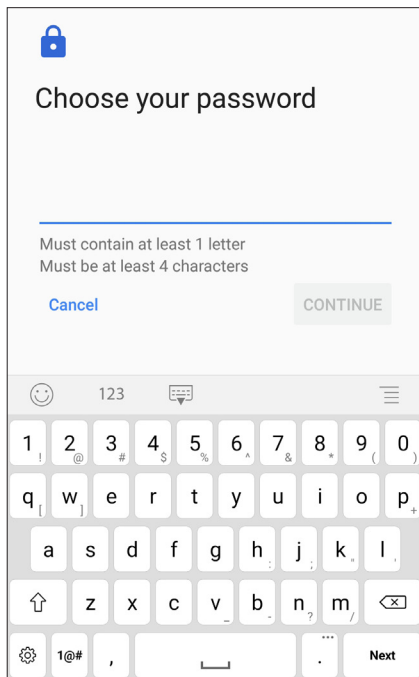 Choose your password
Must contain at least 1 letter
Must be at least 4 characters
Cancel CONTINUE
123
1 ! 2 @ 3 # 4 $ 5 % 6 ^ 7 & 8 * 9 ( 0 )
q [ w ] e r t y u i o p +
a s d f g h : j ; k " l '
z x c v _ b - n ? m /
1@# , . ... Next